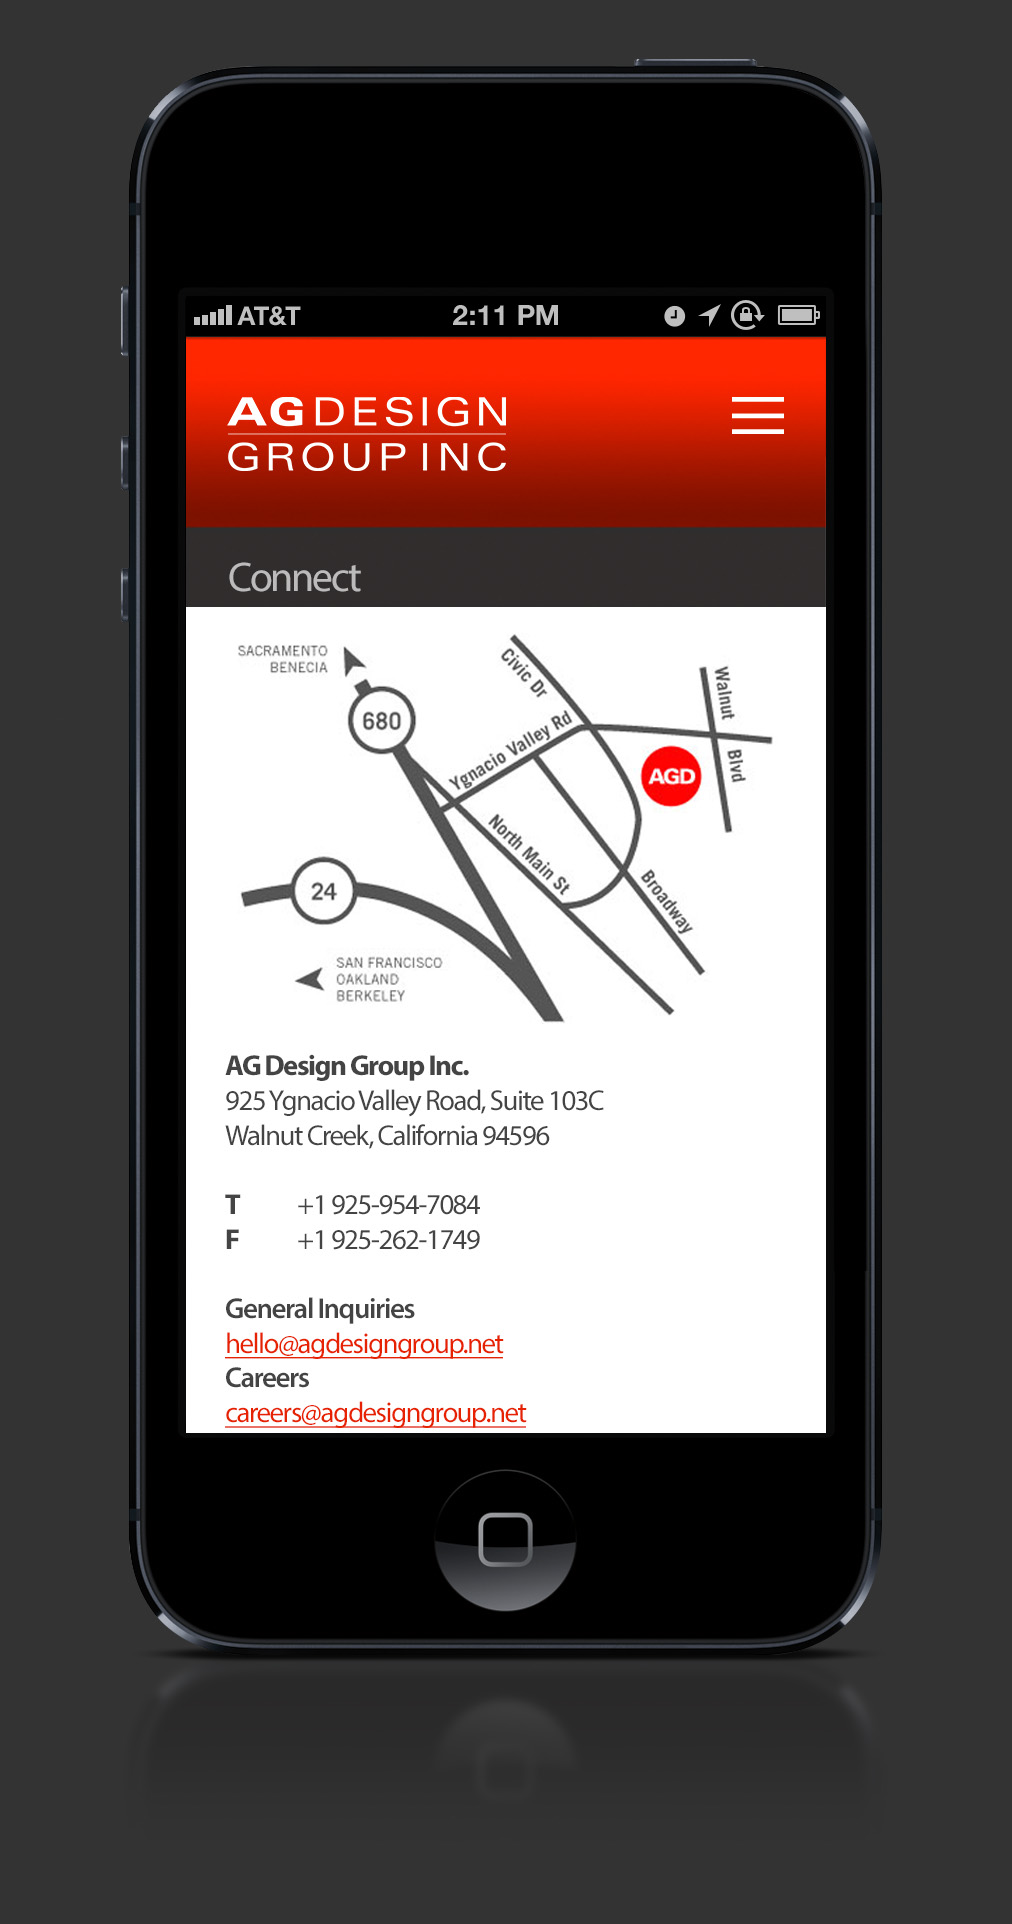 AT&T 2:11 PM
AG DESIGN
GROUP INC
Connect
SACRAMENTO
BENECIA
680
Civic Dr
Walnut Blvd
Ygnacio Valley Rd
AGD
North Main St
Broadway
24
SAN FRANCISCO
OAKLAND
BERKELEY
AG Design Group Inc.
925 Ygnacio Valley Road, Suite 103C
Walnut Creek, California 94596
T +1 925-954-7084
F +1 925-262-1749
General Inquiries
hello@agdesigngroup.net
Careers
careers@agdesigngroup.net